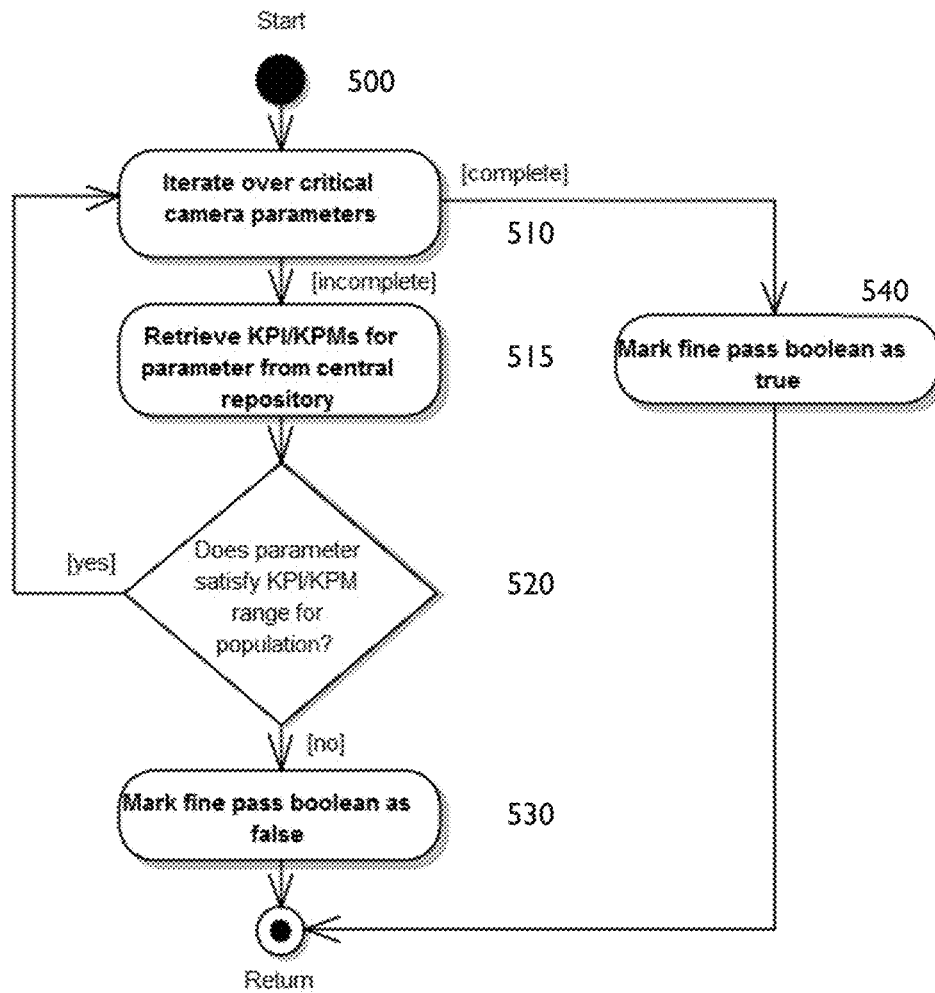 Start
500
Iterate over critical
camera parameters
[complete]
510
[incomplete]
540
Retrieve KPI/KPMs for
parameter from central
repository
515
Mark fine pass boolean as
true
Does parameter
satisfy KPI/KPM
range for
population?
[yes]
520
[no]
Mark fine pass boolean as
false
530
Return